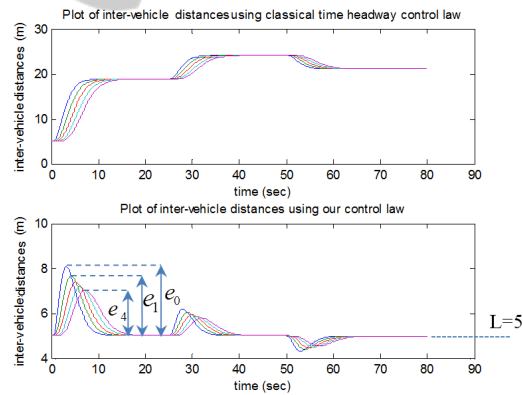 Plot of inter-vehicle distances using classical time headway control law
inter-vehicle distances (m)
30
20
10
0
0 10 20 30 40 50 60 70 80 90
time (sec)
Plot of inter-vehicle distances using our control law
inter-vehicle distances (m)
10
8
6
4
e4 e1 e0
L=5
0 10 20 30 40 50 60 70 80 90
time (sec)